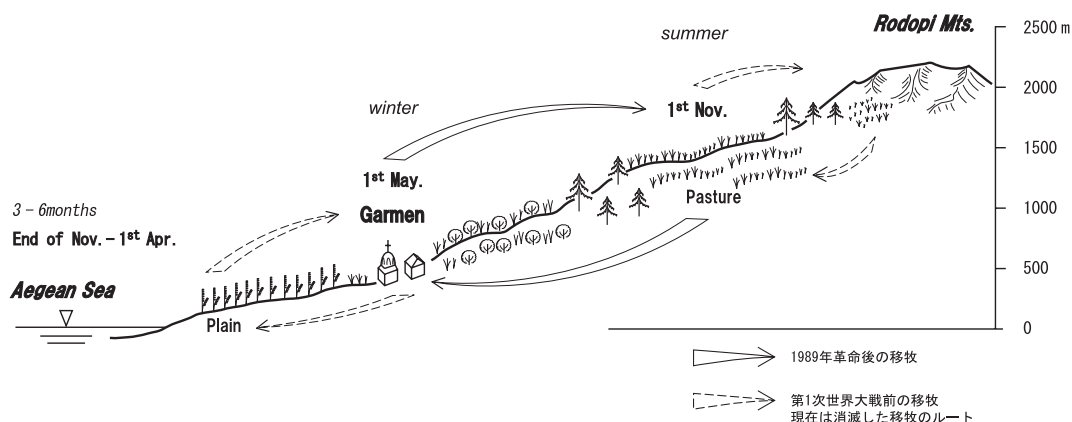 Rodopi Mts.
2500 m
summer
2000
winter
1st Nov.
1500
1st May.
Pasture
3 – 6months
Garmen
1000
End of Nov. – 1st Apr.
500
Aegean Sea
Plain
0
1989年革命後の移牧
第1次世界大戦前の移牧
現在は消滅した移牧のルート